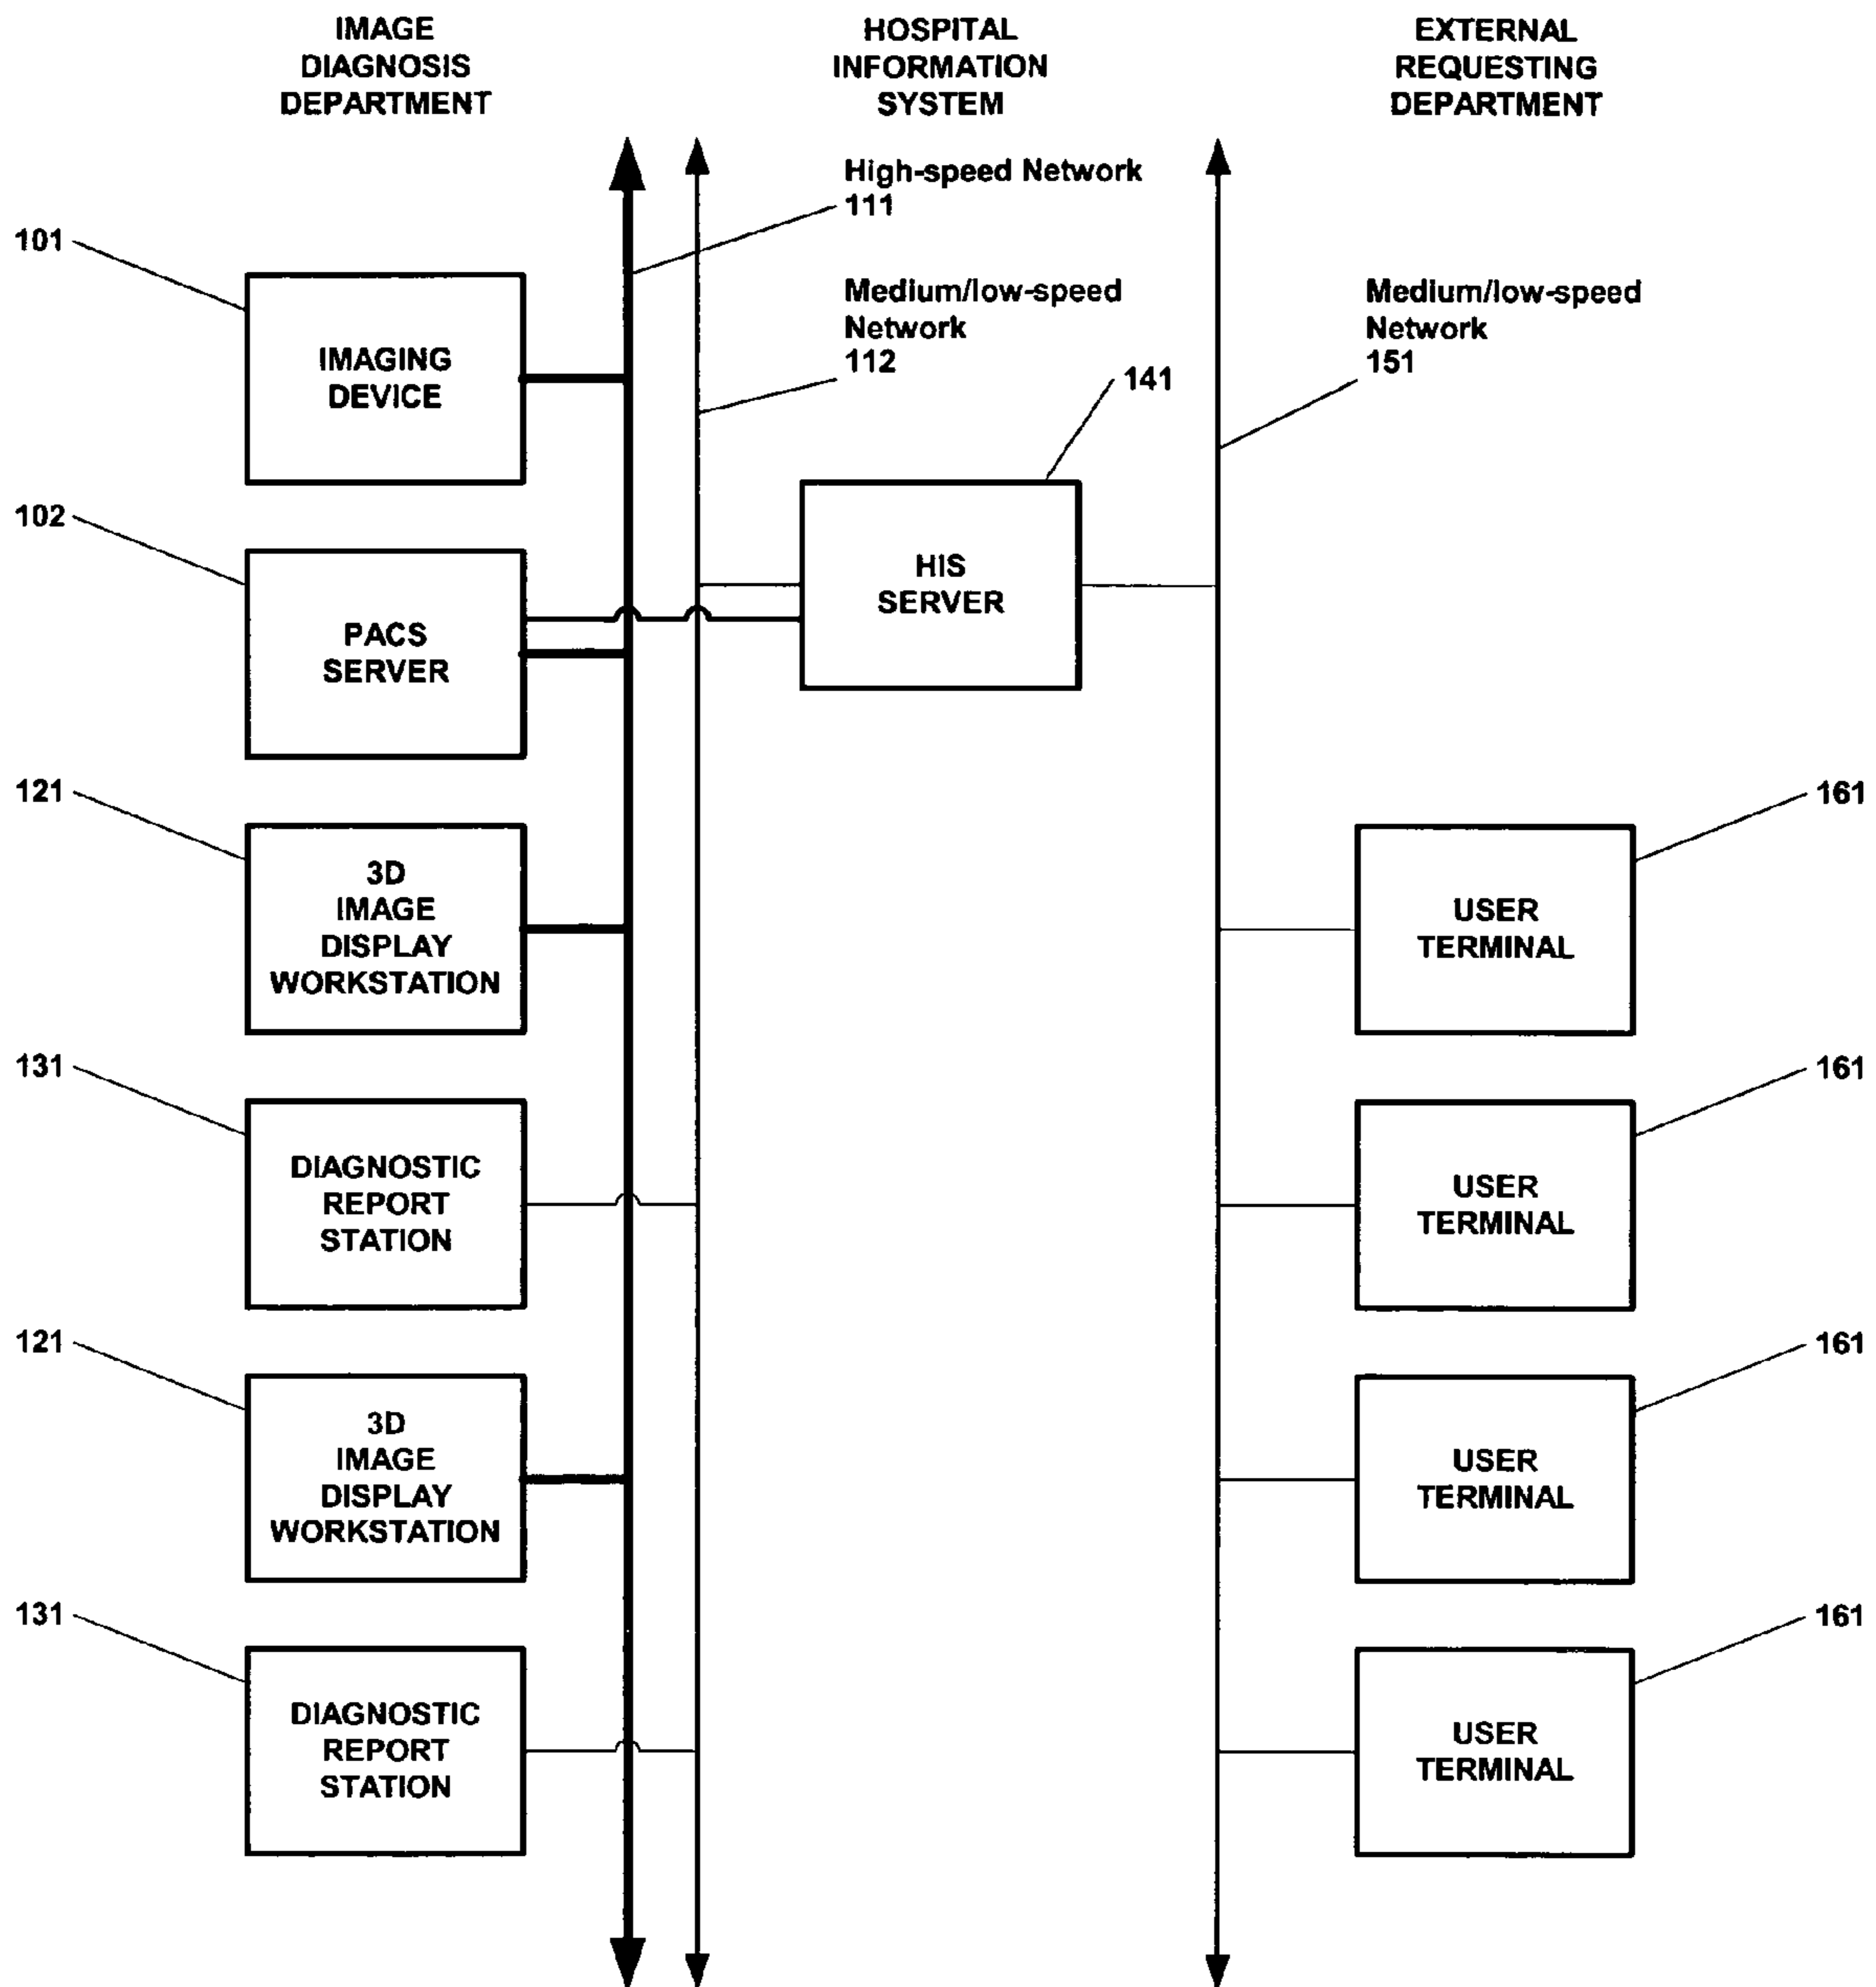 IMAGE
DIAGNOSIS
DEPARTMENT
HOSPITAL
INFORMATION
SYSTEM
EXTERNAL
REQUESTING
DEPARTMENT
High-speed Network
111
101
IMAGING
DEVICE
Medium/low-speed
Network
112
Medium/low-speed
Network
151
141
102
PACS
SERVER
HIS
SERVER
121
3D
IMAGE
DISPLAY
WORKSTATION
161
USER
TERMINAL
131
DIAGNOSTIC
REPORT
STATION
161
USER
TERMINAL
121
3D
IMAGE
DISPLAY
WORKSTATION
161
USER
TERMINAL
131
DIAGNOSTIC
REPORT
STATION
161
USER
TERMINAL